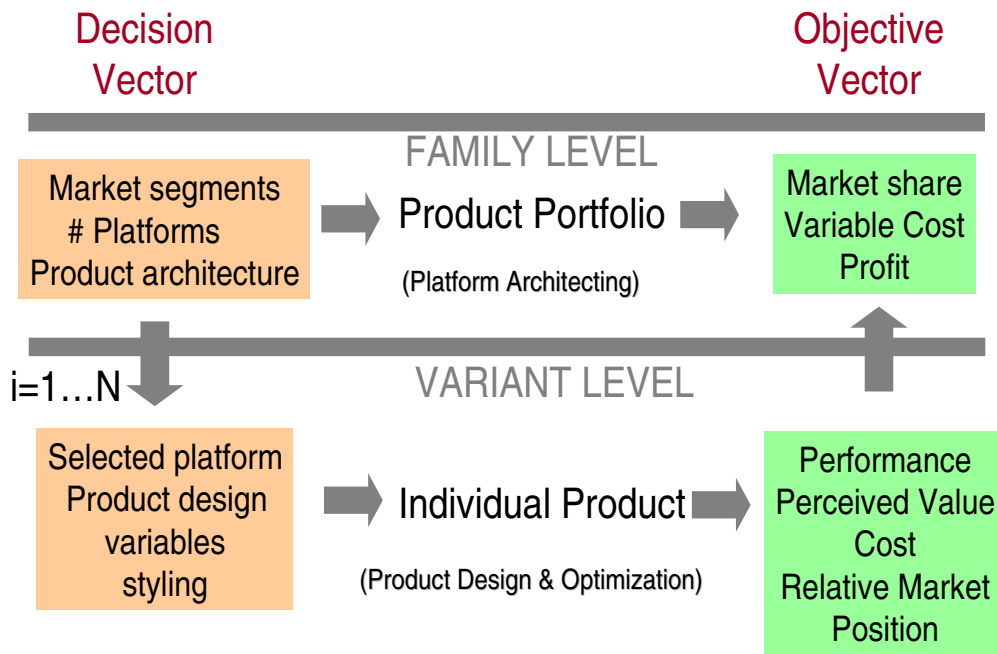 Decision
Vector
Objective
Vector
FAMILY LEVEL
Market segments
# Platforms
Product architecture
Product Portfolio
(Platform Architecting)
Market share
Variable Cost
Profit
i=1…N
VARIANT LEVEL
Selected platform
Product design
variables
styling
Individual Product
(Product Design & Optimization)
Performance
Perceived Value
Cost
Relative Market
Position